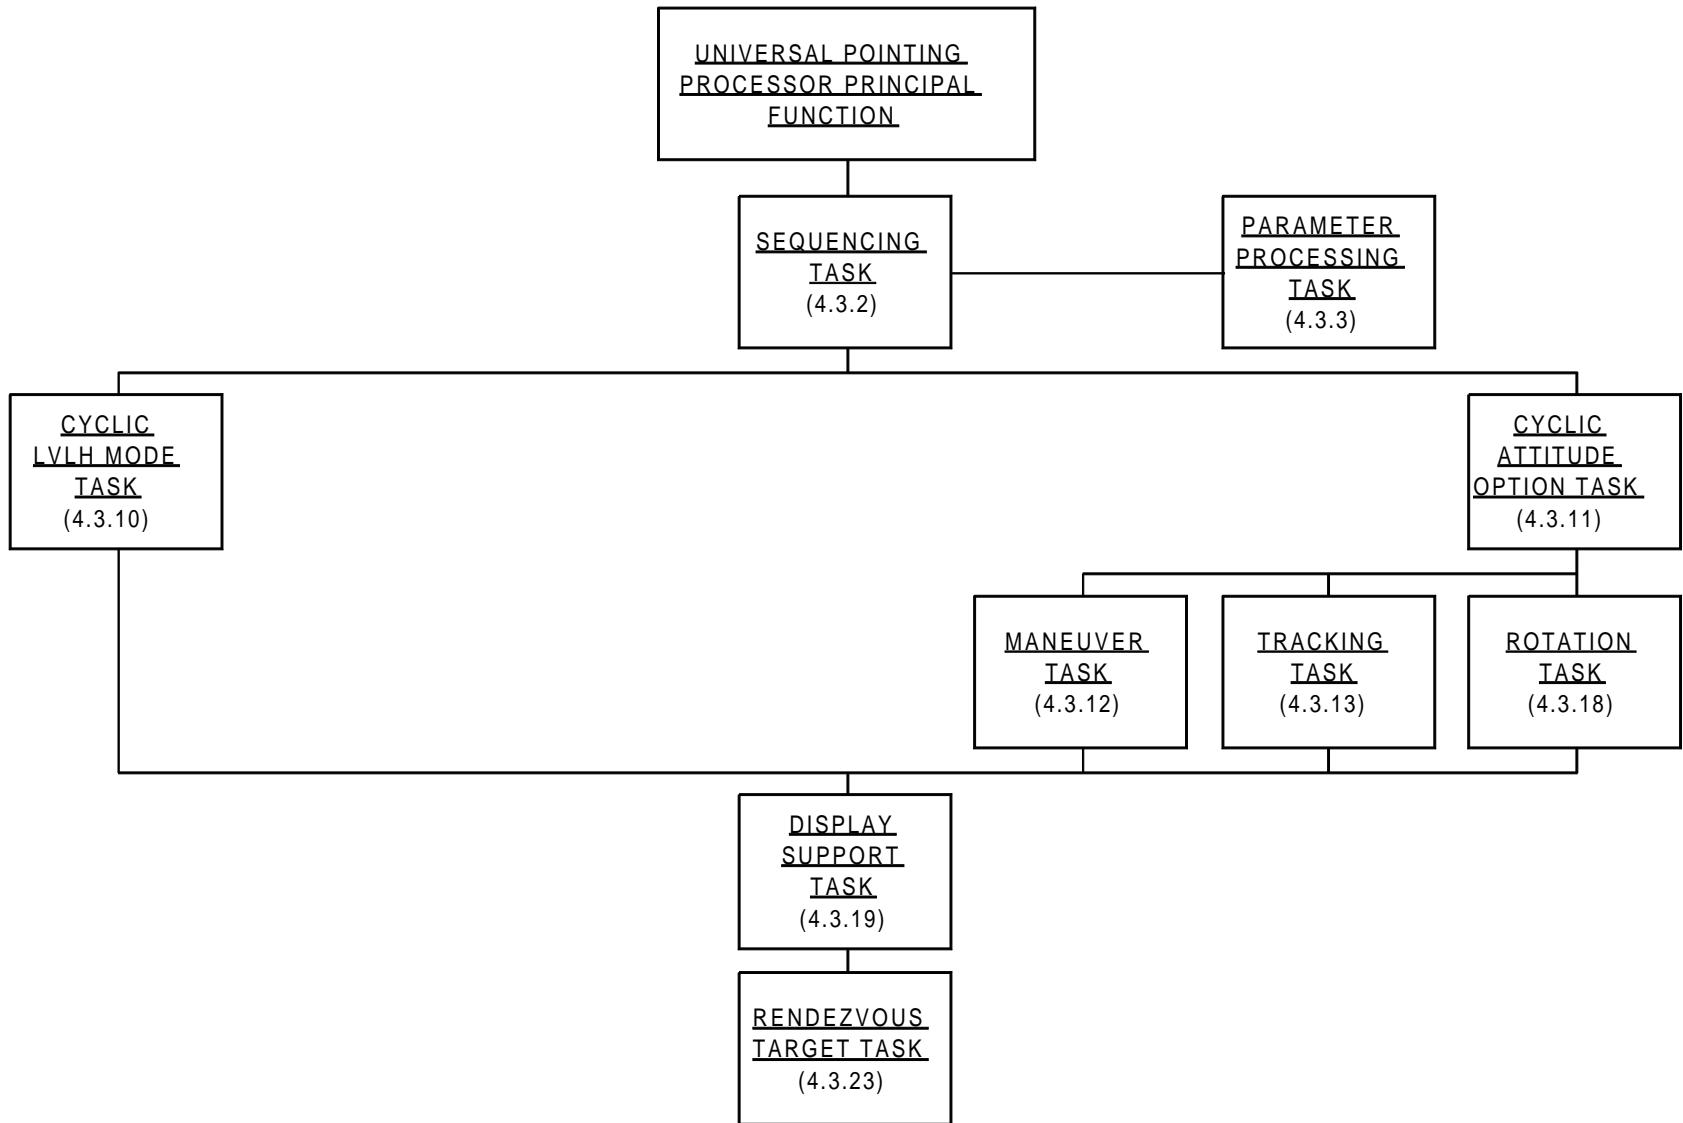 UNIVERSAL POINTING
PROCESSOR PRINCIPAL
FUNCTION
SEQUENCING
TASK
(4.3.2)
PARAMETER
PROCESSING
TASK
(4.3.3)
CYCLIC
LVLH MODE
TASK
(4.3.10)
CYCLIC
ATTITUDE
OPTION TASK
(4.3.11)
MANEUVER
TASK
(4.3.12)
TRACKING
TASK
(4.3.13)
ROTATION
TASK
(4.3.18)
DISPLAY
SUPPORT
TASK
(4.3.19)
RENDEZVOUS
TARGET TASK
(4.3.23)